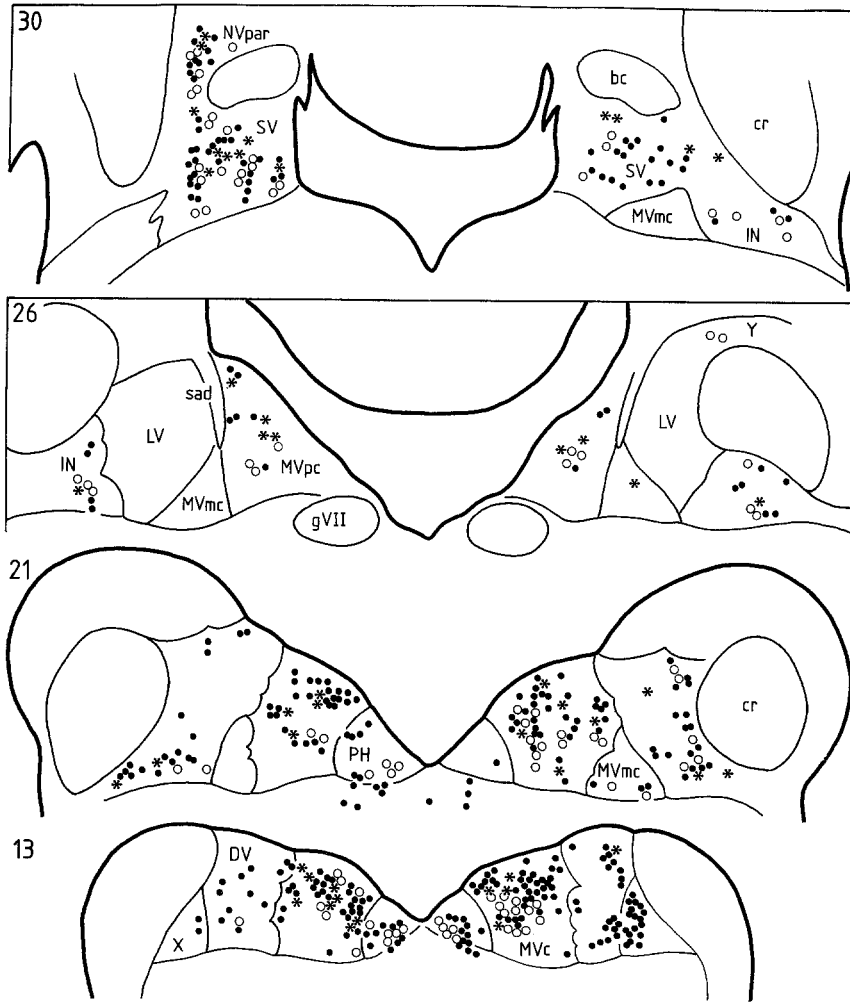 30
NVpar
bc
cr
SV
SV
MVmc
IN
26
Y
sad
LV
LV
IN
MVpc
MVmc
gVII
21
cr
PH
MVmc
13
DV
X
MVc